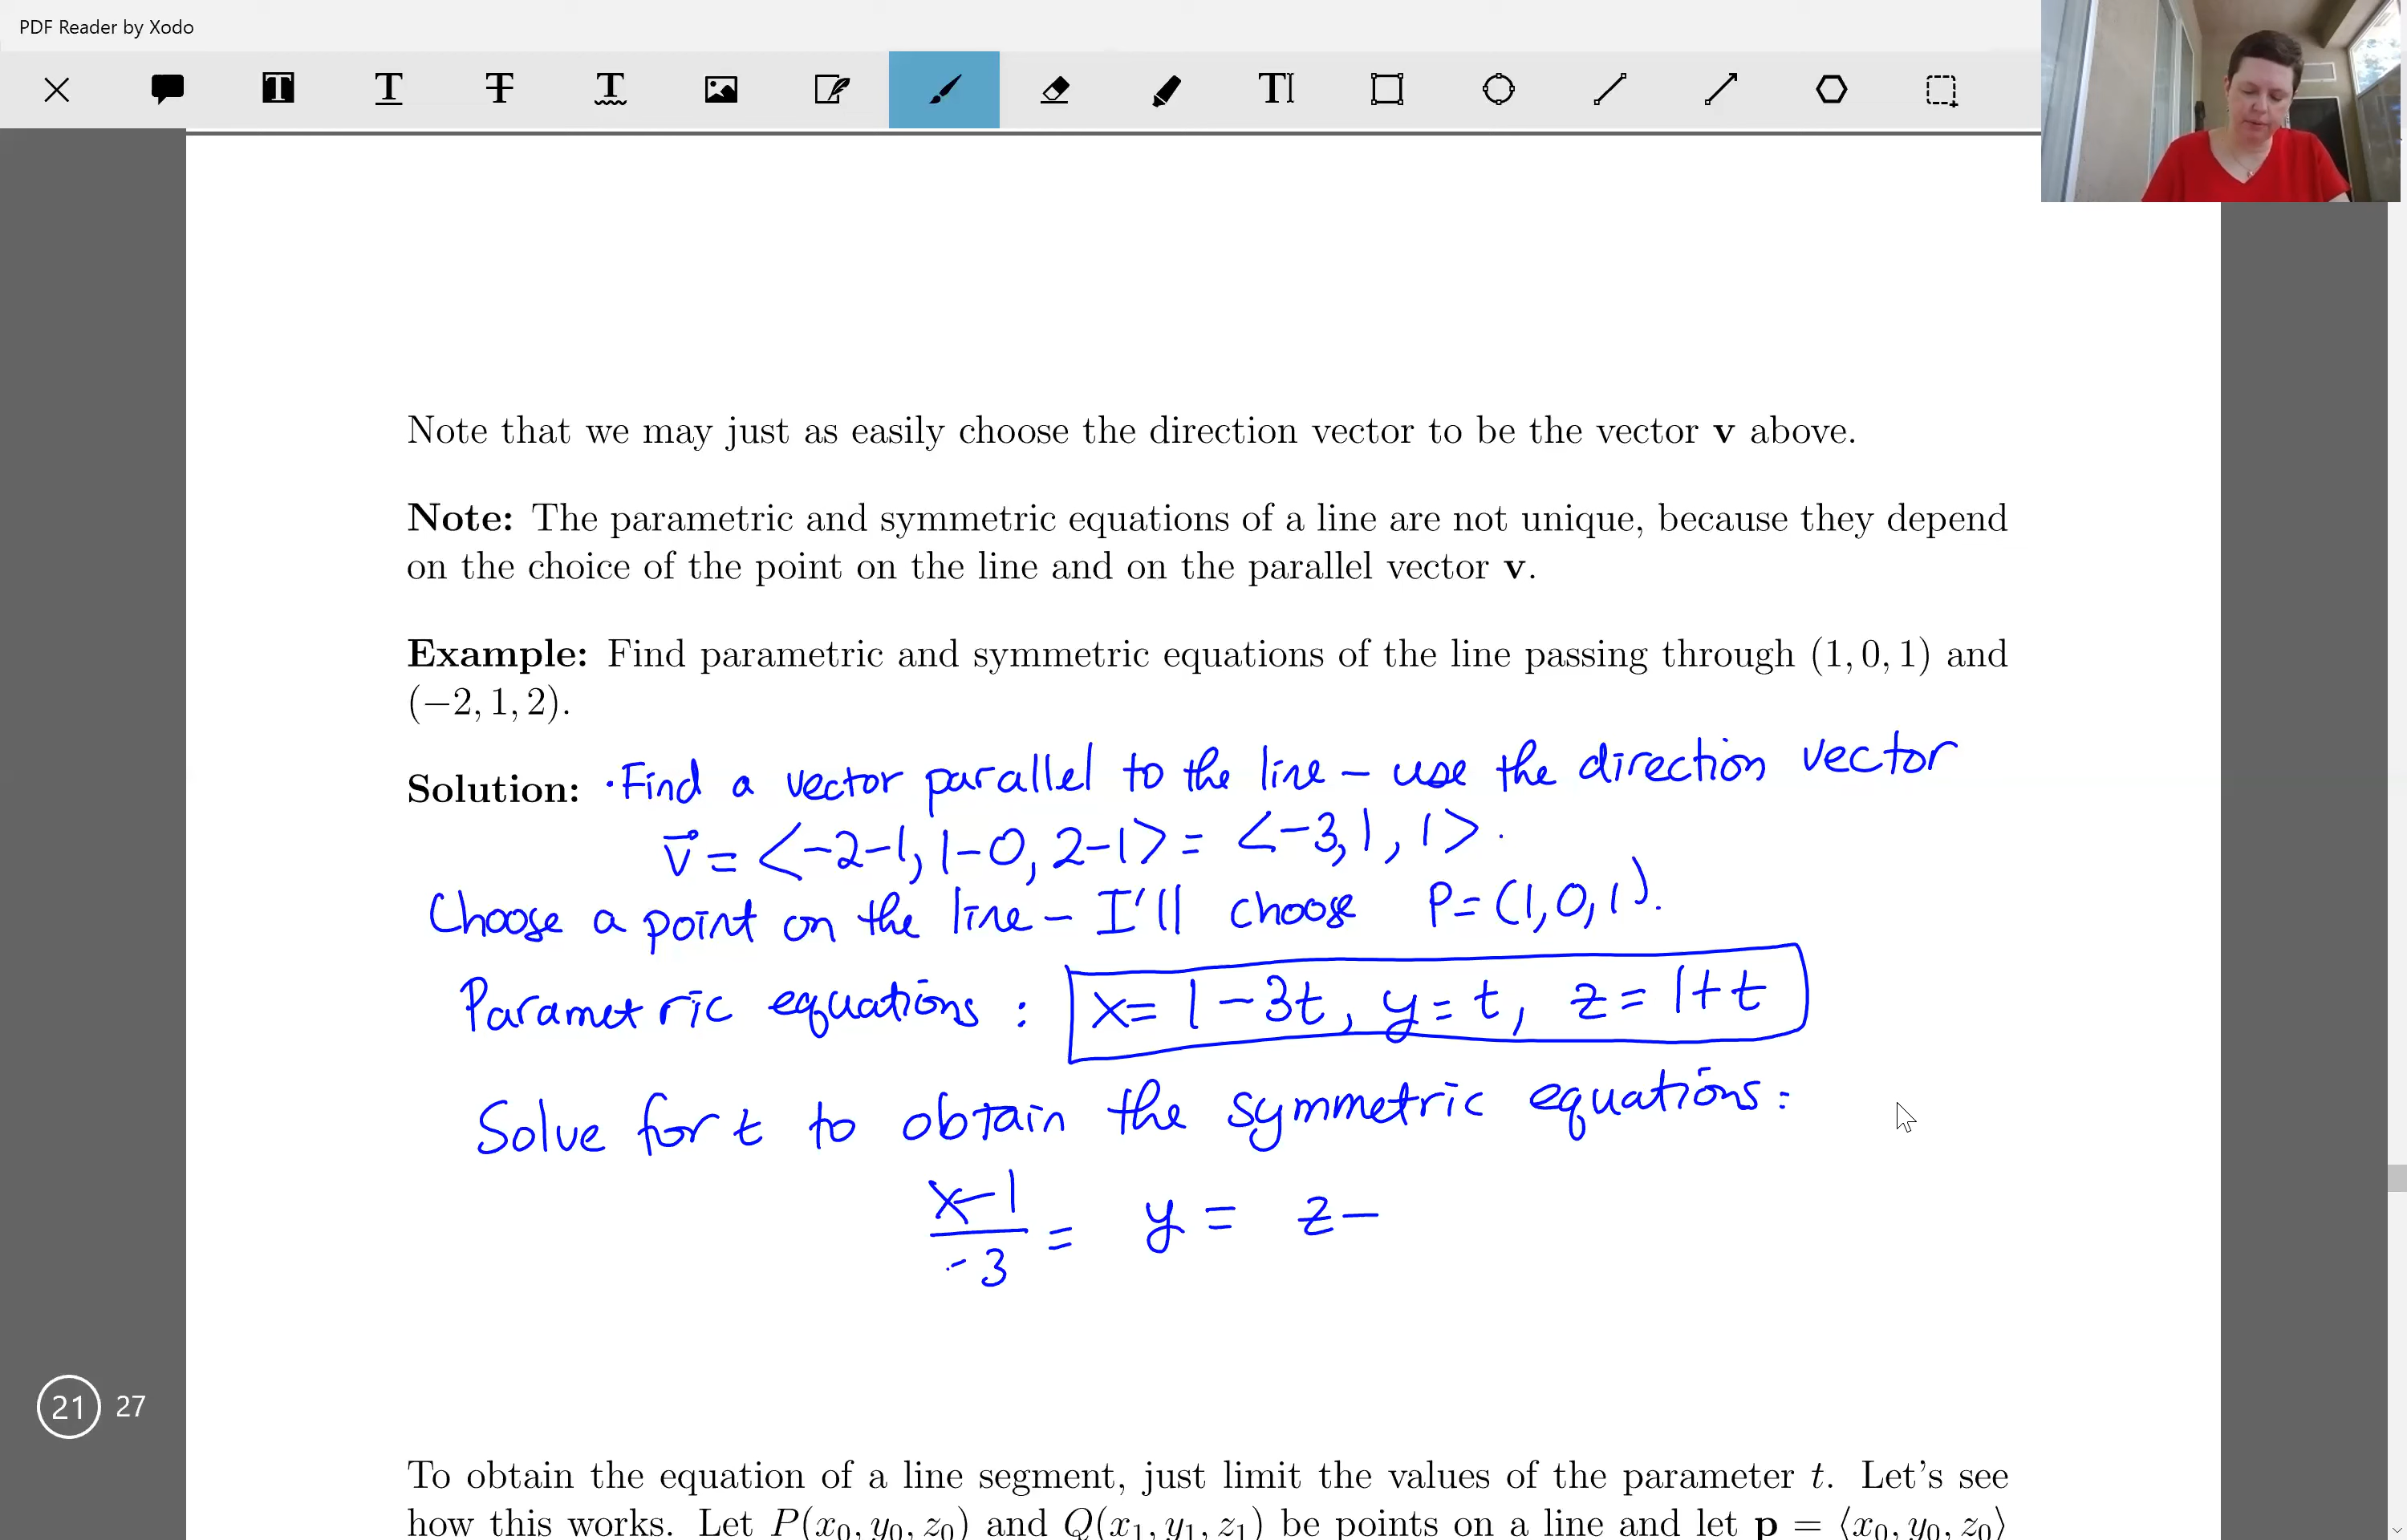 PDF Reader by Xodo
Note that we may just as easily choose the direction vector to be the vector v above.
Note: The parametric and symmetric equations of a line are not unique, because they depend
on the choice of the point on the line and on the parallel vector v.
Example: Find parametric and symmetric equations of the line passing through (1, 0, 1) and
(−2, 1, 2).
Solution: · Find a vector parallel to the line – use the direction vector
v⃗ = <-2-1, 1-0, 2-1> = <-3, 1, 1>.
Choose a point on the line – I'll choose P = (1, 0, 1).
Parametric equations: x = 1-3t, y = t, z = 1+t
Solve for t to obtain the symmetric equations:
(x-1)/-3 = y = z-
21 27
To obtain the equation of a line segment, just limit the values of the parameter t. Let's see
how this works. Let P(x₀, y₀, z₀) and Q(x₁, y₁, z₁) be points on a line and let p = ⟨x₀, y₀, z₀⟩